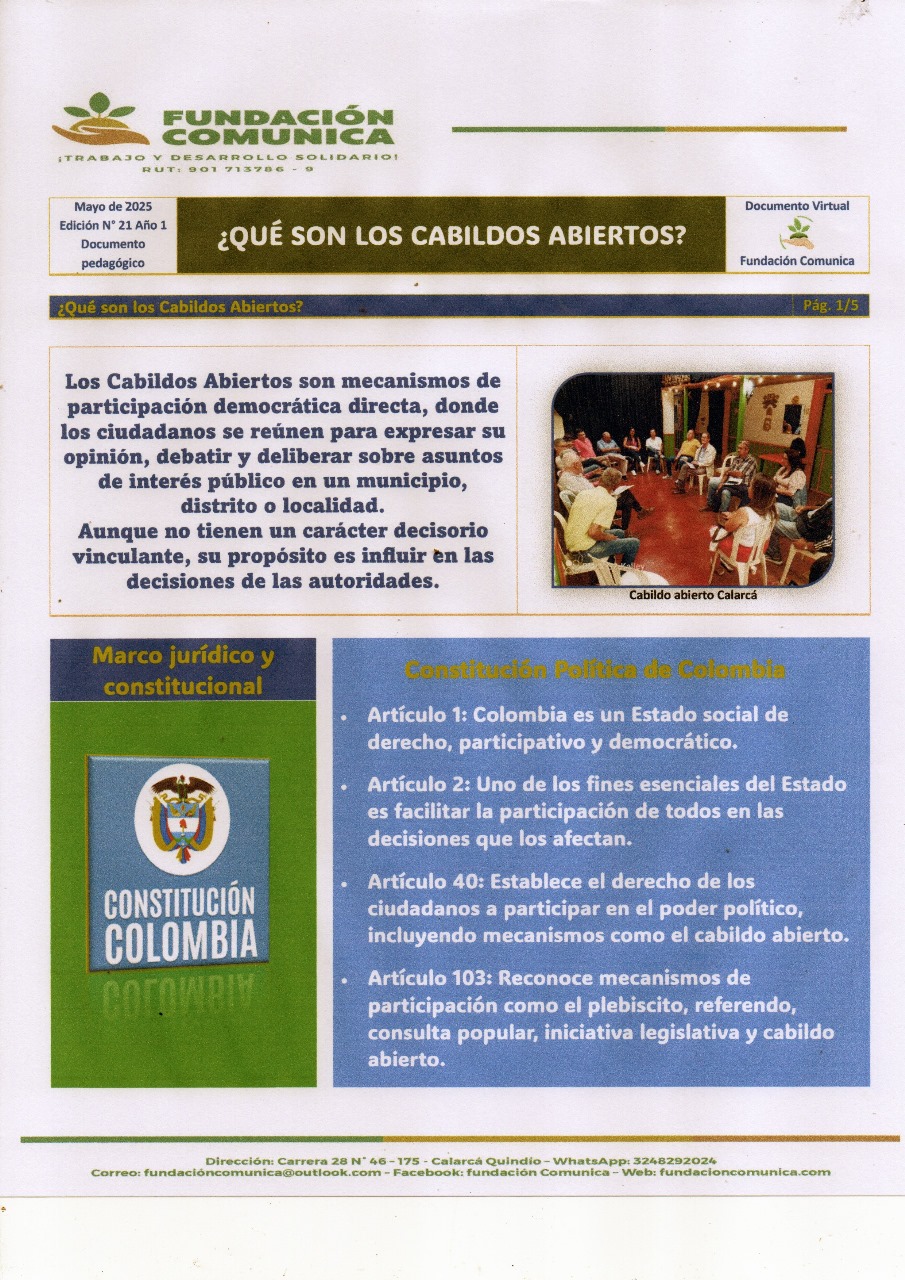 FUNDACIÓN
COMUNICA
¡TRABAJO Y DESARROLLO SOLIDARIO!
RUT: 901 713786 - 9
Mayo de 2025
Edición N° 21 Año 1
Documento
pedagógico
¿QUÉ SON LOS CABILDOS ABIERTOS?
Documento Virtual
Fundación Comunica
¿Qué son los Cabildos Abiertos?
Pág. 1/5
Los Cabildos Abiertos son mecanismos de
participación democrática directa, donde
los ciudadanos se reúnen para expresar su
opinión, debatir y deliberar sobre asuntos
de interés público en un municipio,
distrito o localidad.
Aunque no tienen un carácter decisorio
vinculante, su propósito es influir en las
decisiones de las autoridades.
Cabildo abierto Calarcá
Marco jurídico y
constitucional
CONSTITUCIÓN
COLOMBIA
Constitución Política de Colombia
• Artículo 1: Colombia es un Estado social de
derecho, participativo y democrático.
• Artículo 2: Uno de los fines esenciales del Estado
es facilitar la participación de todos en las
decisiones que los afectan.
• Artículo 40: Establece el derecho de los
ciudadanos a participar en el poder político,
incluyendo mecanismos como el cabildo abierto.
• Artículo 103: Reconoce mecanismos de
participación como el plebiscito, referendo,
consulta popular, iniciativa legislativa y cabildo
abierto.
Dirección: Carrera 28 N° 46 – 175 – Calarcá Quindío – WhatsApp: 3248292024
Correo: fundacióncomunica@outlook.com – Facebook: fundación Comunica – Web: fundacioncomunica.com